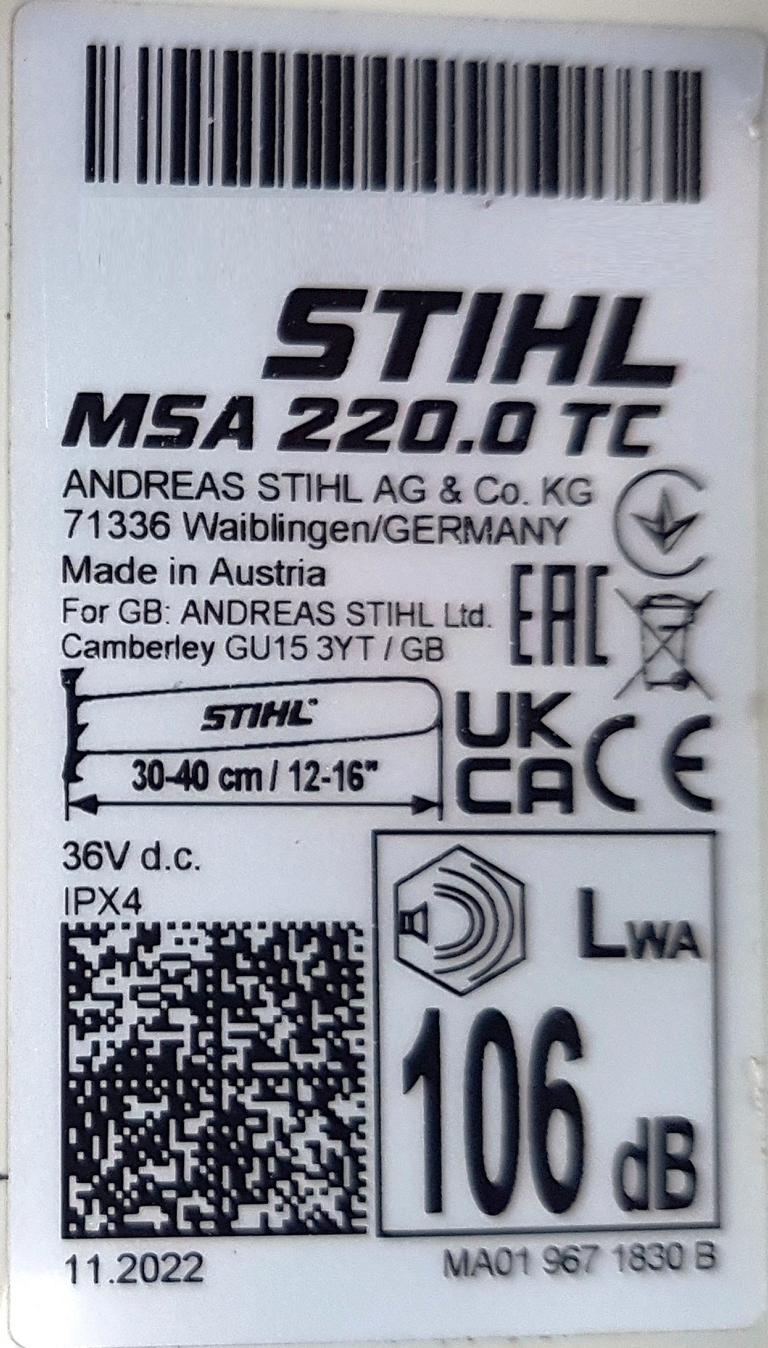 STIHL
MSA 220.0 TC
ANDREAS STIHL AG & Co. KG
71336 Waiblingen/GERMANY
Made in Austria
For GB: ANDREAS STIHL Ltd.
Camberley GU15 3YT / GB
EAC
STIHL
30-40 cm / 12-16"
UK
CA
CE
36V d.c.
IPX4
LWA
106 dB
11.2022
MA01 967 1830 B